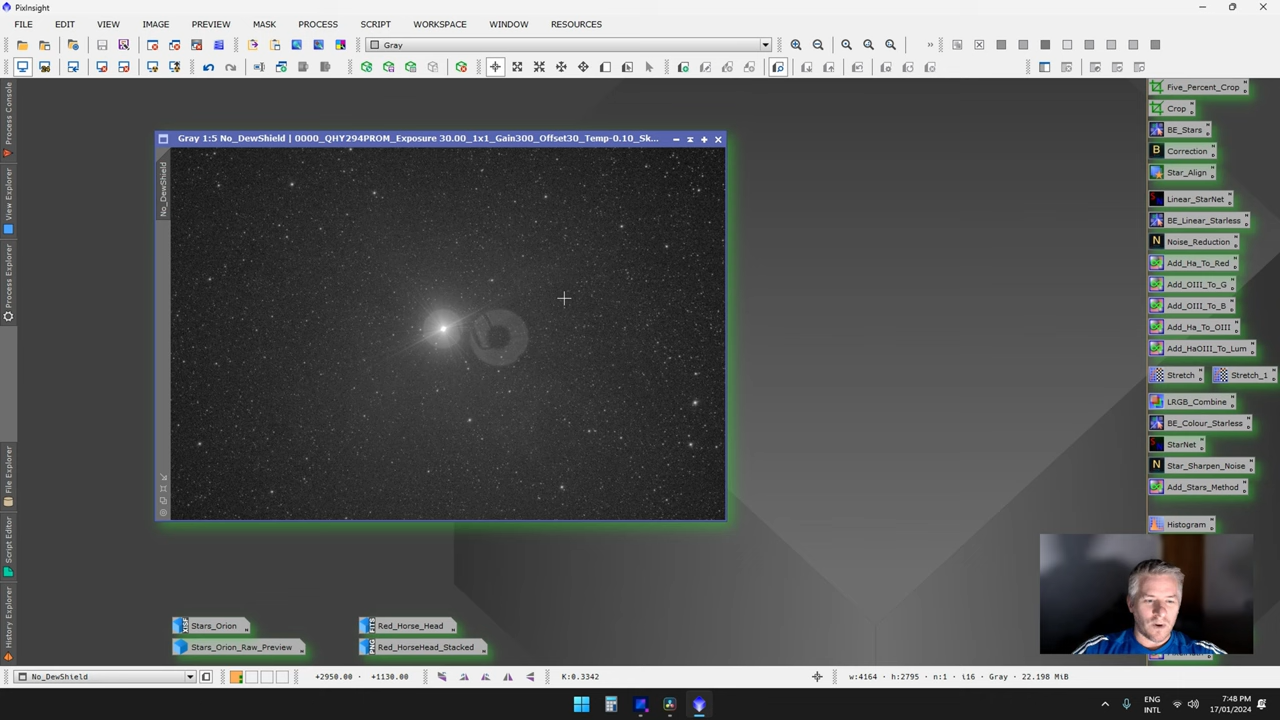 PixInsight
FILE EDIT VIEW IMAGE PREVIEW MASK PROCESS SCRIPT WORKSPACE WINDOW RESOURCES
Gray
Process Console
View Explorer
Process Explorer
File Explorer
Script Editor
History Explorer
Gray 1:5 No_DewShield | 0000_QHY294PROM_Exposure 30.00_1x1_Gain300_Offset30_Temp-0.10_Sk...
No_DewShield
Five_Percent_Crop
Crop
BE_Stars
Correction
Star_Align
Linear_StarNet
BE_Linear_Starless
Noise_Reduction
Add_Ha_To_Red
Add_OIII_To_G
Add_OIII_To_B
Add_Ha_To_OIII
Add_HaOIII_To_Lum
Stretch Stretch_1
LRGB_Combine
BE_Colour_Starless
StarNet
Star_Sharpen_Noise
Add_Stars_Method
Histogram
Stars_Orion Red_Horse_Head
Stars_Orion_Raw_Preview Red_HorseHead_Stacked
No_DewShield +2950.00 +1130.00 K:0.3342 w:4164 h:2795 n:1 i16 Gray 22.198 MiB
ENG
INTL
7:48 PM
17/01/2024